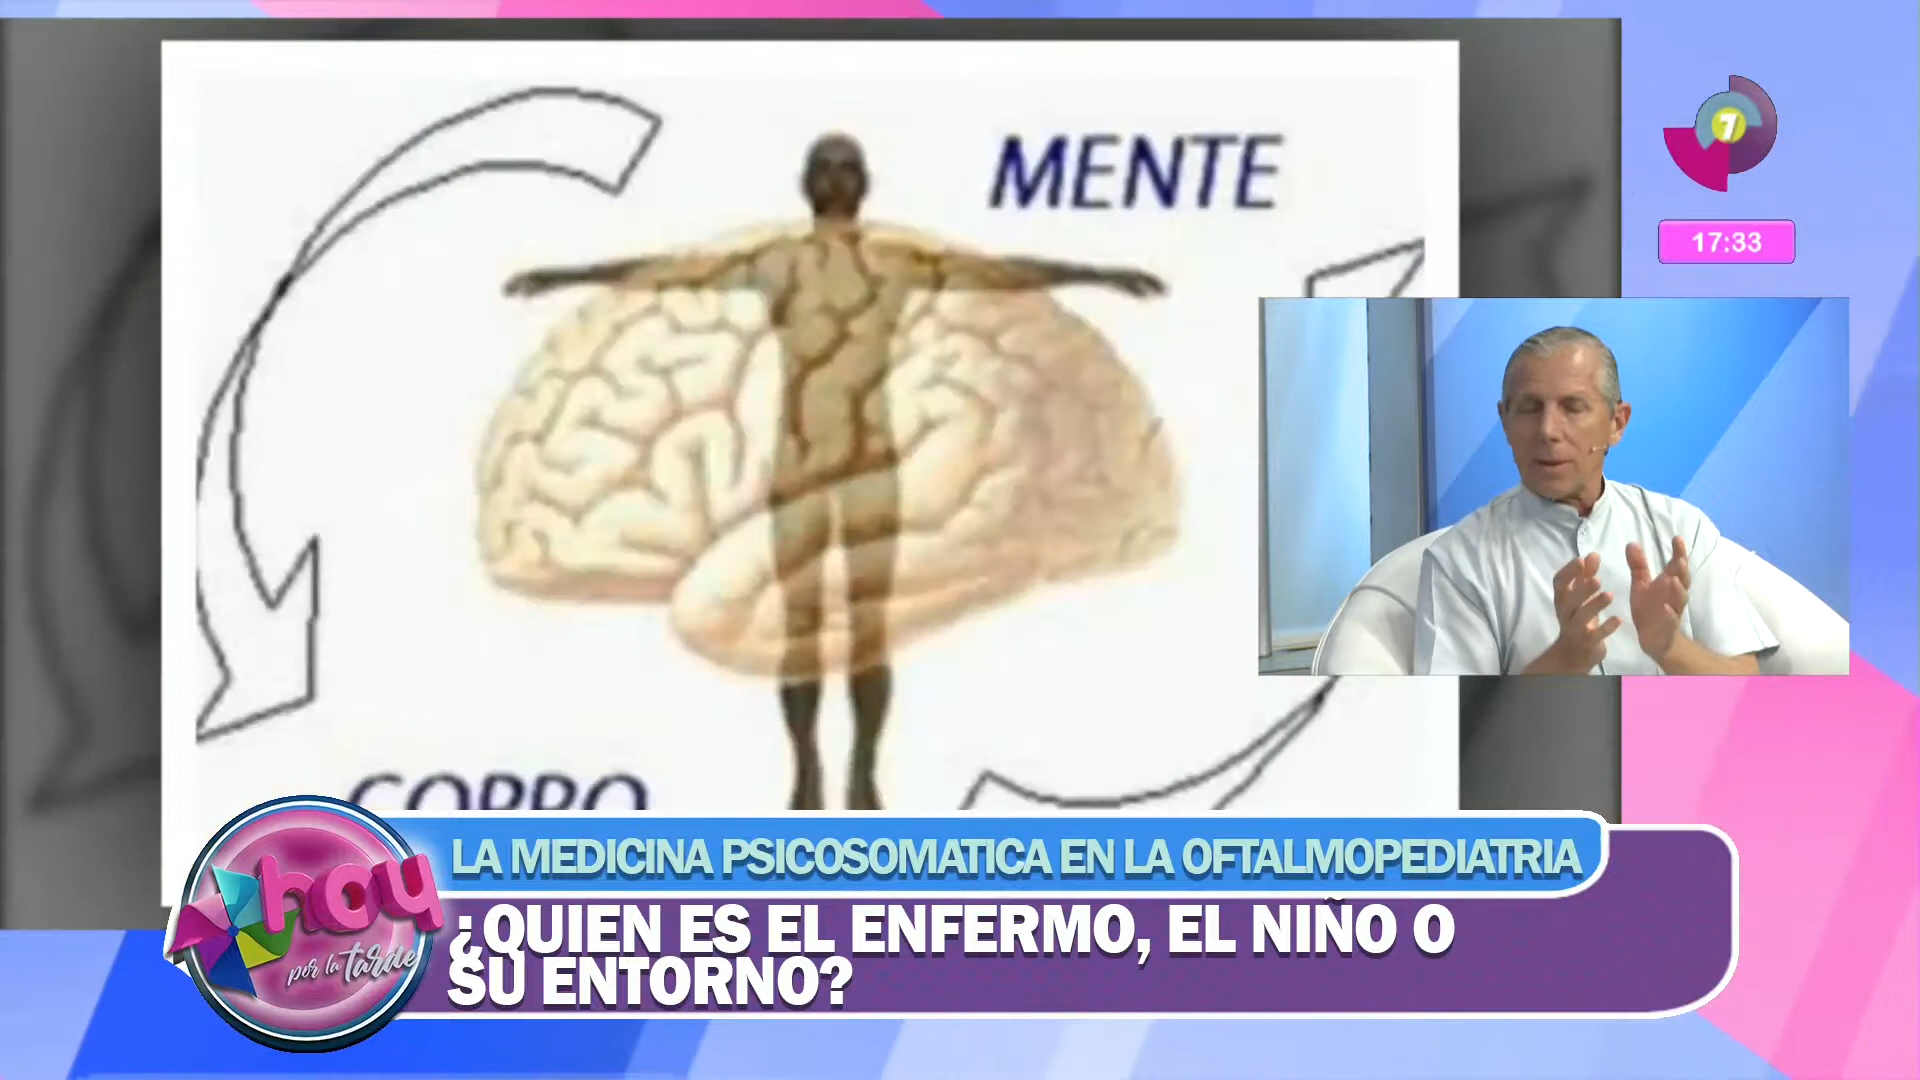 MENTE
7
17:33
CORPO
LA MEDICINA PSICOSOMATICA EN LA OFTALMOPEDIATRIA
hoy
por la tarde
¿QUIEN ES EL ENFERMO, EL NIÑO O
SU ENTORNO?